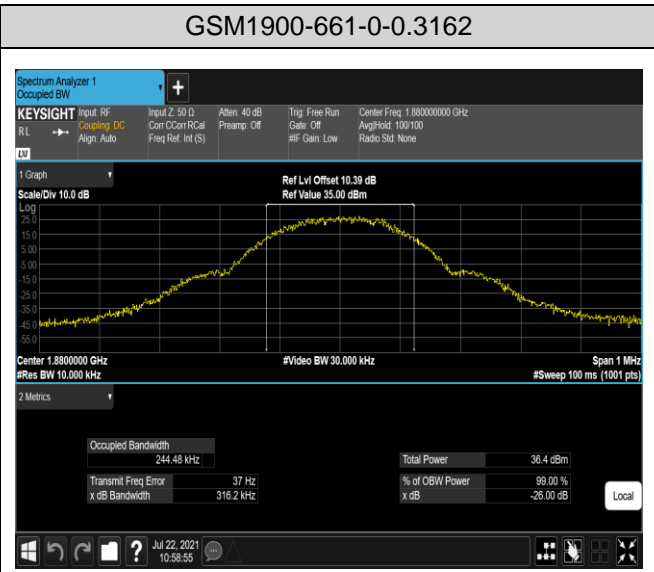 GSM1900-661-0-0.3162
Spectrum Analyzer 1
Occupied BW
+
KEYSIGHT
RL
LXI
Input: RF
Coupling: DC
Align: Auto
Input Z: 50 Ω
Corr CCorr RCal
Freq Ref: Int (S)
Atten: 40 dB
Preamp: Off
Trig: Free Run
Gate: Off
#IF Gain: Low
Center Freq: 1.880000000 GHz
Avg|Hold: 100/100
Radio Std: None
1 Graph
Scale/Div 10.0 dB
Ref Lvl Offset 10.39 dB
Ref Value 35.00 dBm
Log
25.0
15.0
5.00
-5.00
-15.0
-25.0
-35.0
-45.0
-55.0
Center 1.8800000 GHz
#Res BW 10.000 kHz
#Video BW 30.000 kHz
Span 1 MHz
#Sweep 100 ms (1001 pts)
2 Metrics
Occupied Bandwidth
244.48 kHz
Transmit Freq Error 37 Hz
x dB Bandwidth 316.2 kHz
Total Power 36.4 dBm
% of OBW Power 99.00 %
x dB -26.00 dB
Local
?
Jul 22, 2021
10:58:55